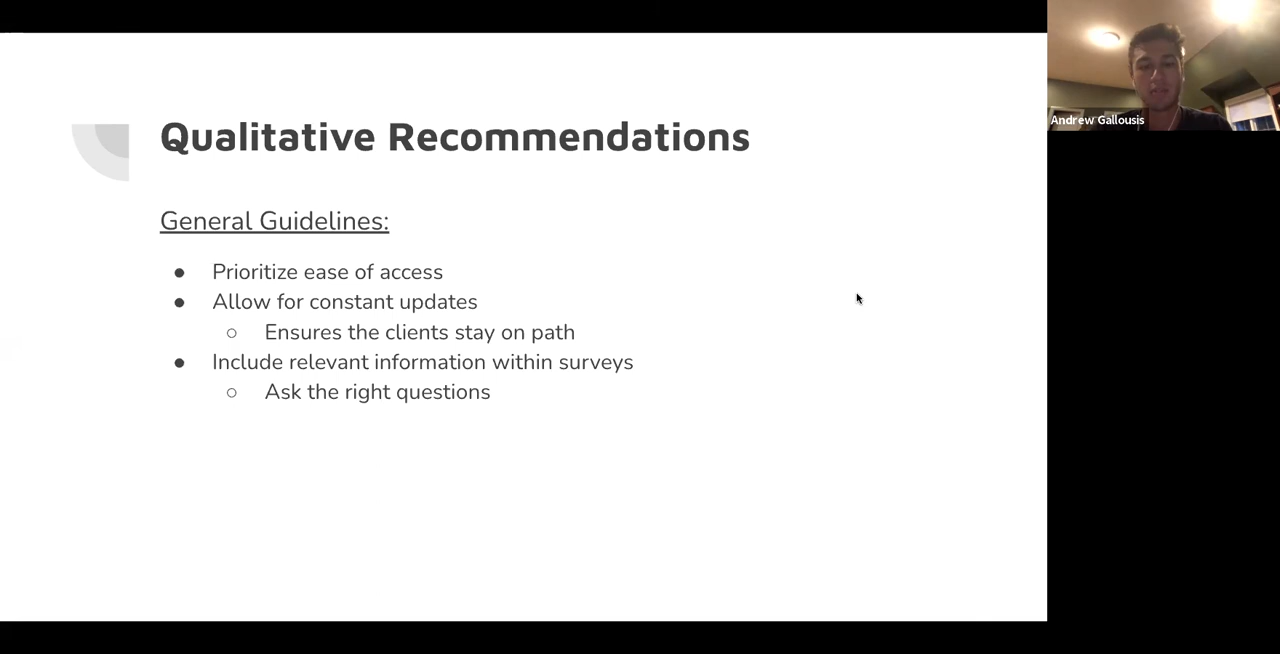 Qualitative Recommendations
General Guidelines:
● Prioritize ease of access
● Allow for constant updates
○ Ensures the clients stay on path
● Include relevant information within surveys
○ Ask the right questions
Andrew Gallousis